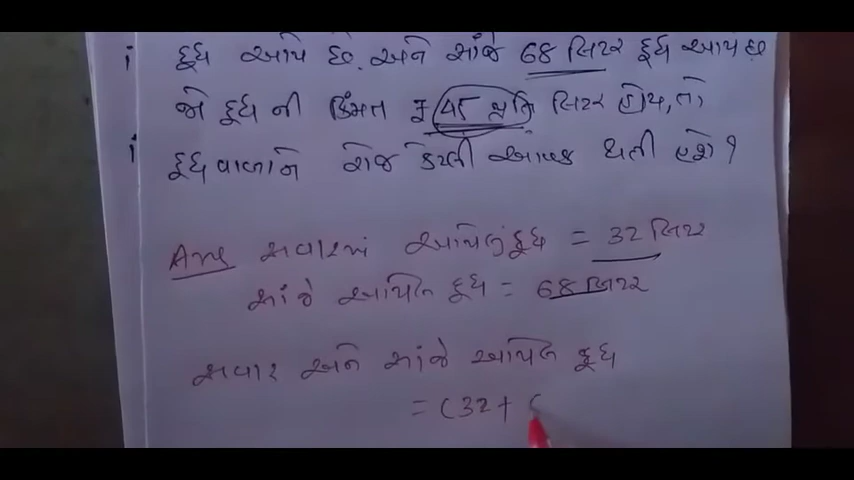 દૂધ આપે છે. અને સાંજે 68 લિટર દૂધ આપે છે
જો દૂધ ની કિંમત ₹ 45 પ્રતિ લિટર હોય, તો
દૂધવાળાને રોજ કેટલી આવક થતી હશે ?
Ans સવારમાં આપેલું દૂધ = 32 લિટર
સાંજે આપેલ દૂધ = 68 લિટર
સવાર અને સાંજે આપેલ દૂધ
= (32 +